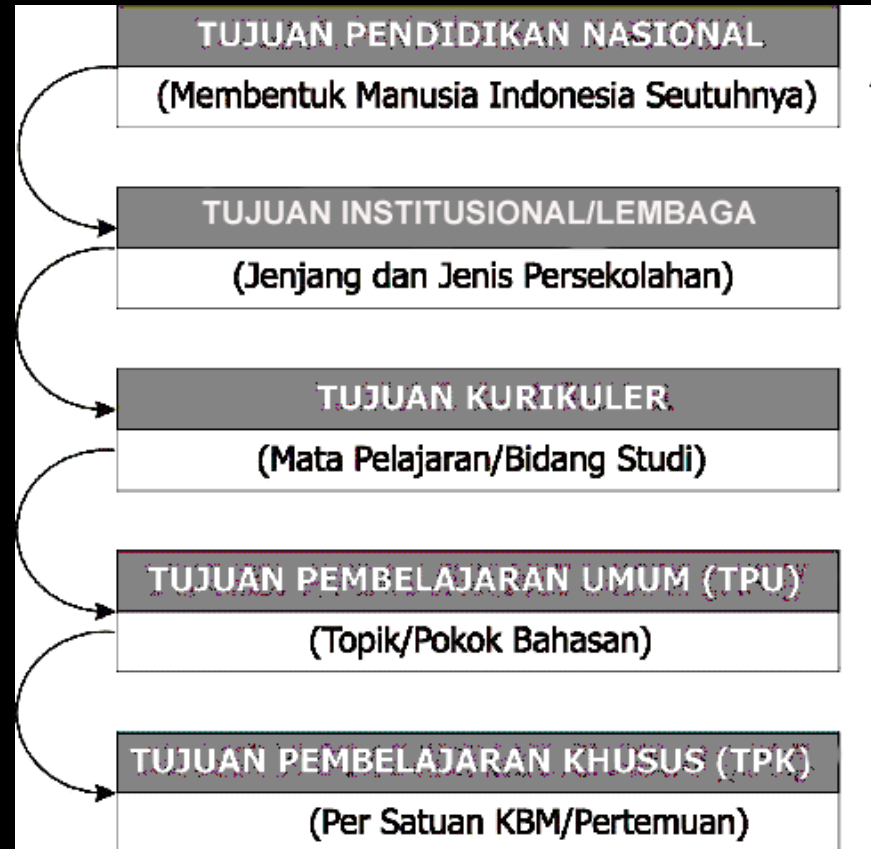 TUJUAN PENDIDIKAN NASIONAL
(Membentuk Manusia Indonesia Seutuhnya)
TUJUAN INSTITUSIONAL/LEMBAGA
(Jenjang dan Jenis Persekolahan)
TUJUAN KURIKULER
(Mata Pelajaran/Bidang Studi)
TUJUAN PEMBELAJARAN UMUM (TPU)
(Topik/Pokok Bahasan)
TUJUAN PEMBELAJARAN KHUSUS (TPK)
(Per Satuan KBM/Pertemuan)